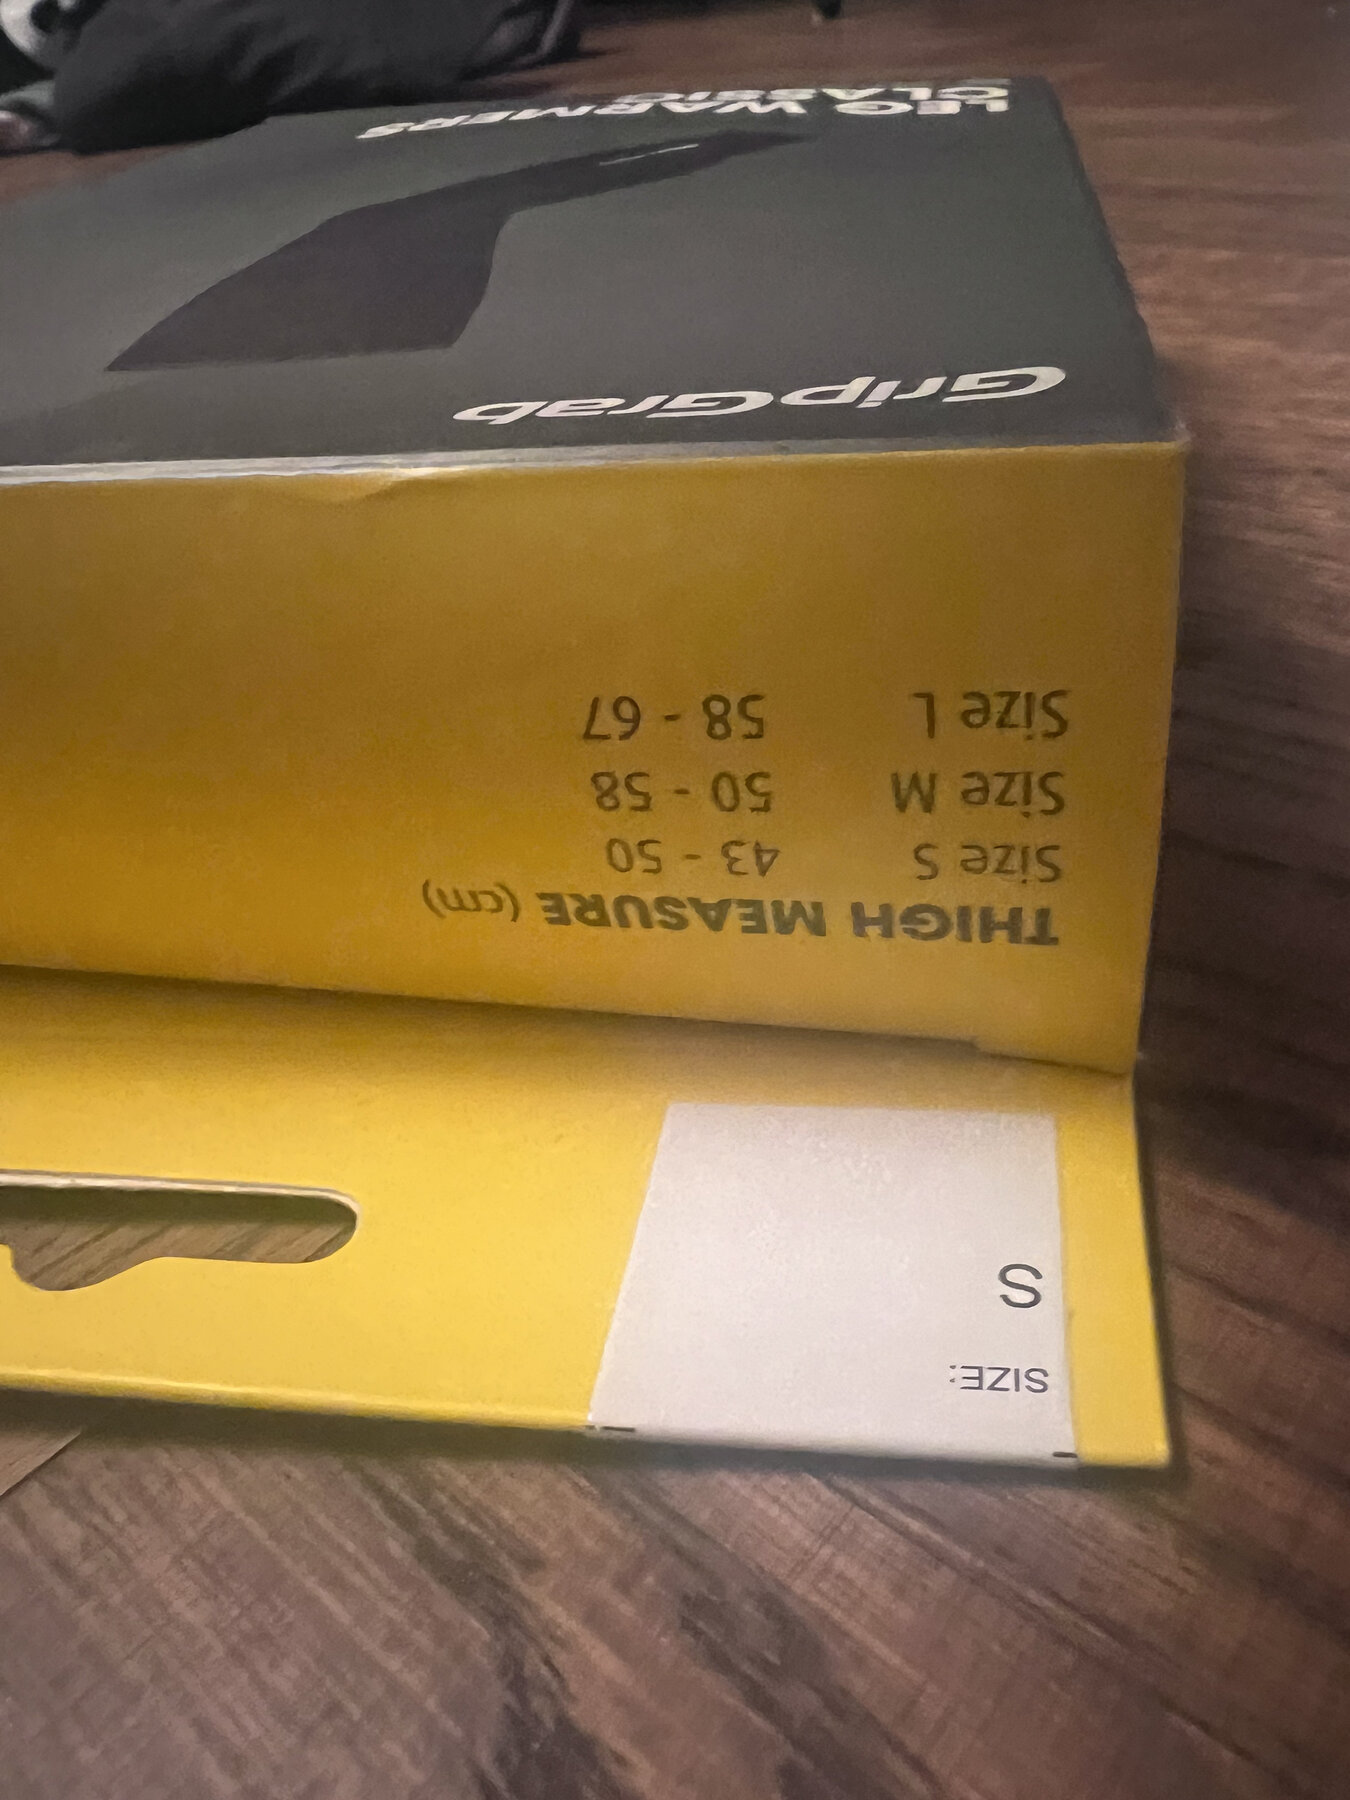 SIZE:
S
THIGH MEASURE (cm)
Size S 43 - 50
Size M 50 - 58
Size L 58 - 67
GripGrab
CLASSIC
LEG WARMERS